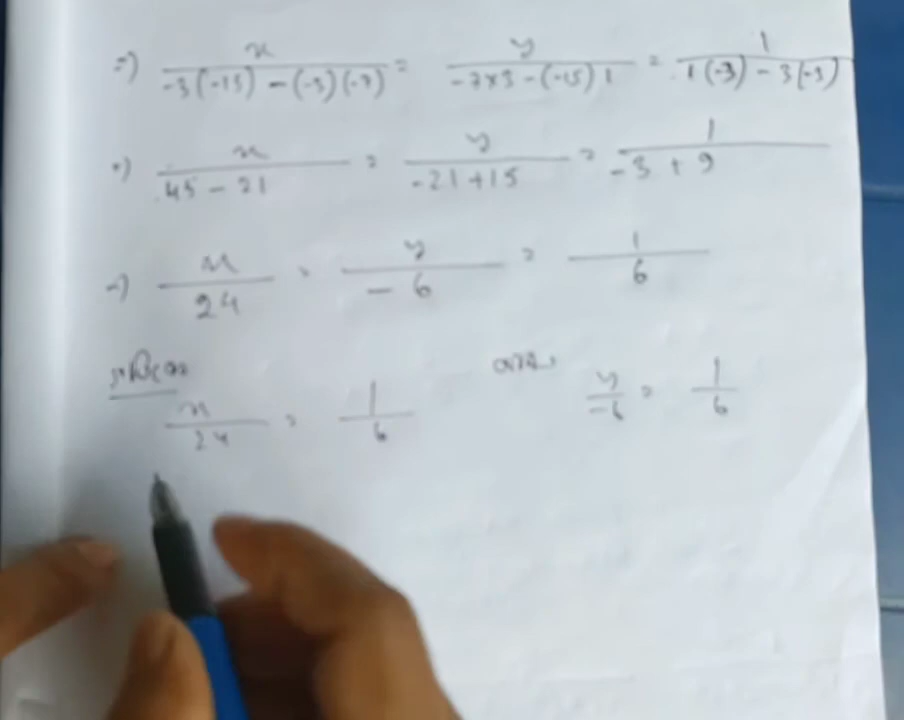 ⇒) x/(-3(-15) - (-3)(-7)) = y/(-7×3 - (-15)1) = 1/(1(-3) - 3(-3))
⇒) x/(45 - 21) = y/(-21 + 15) = 1/(-3 + 9)
⇒) x/24 = y/-6 = 1/6
x/24 = 1/6 y/-6 = 1/6